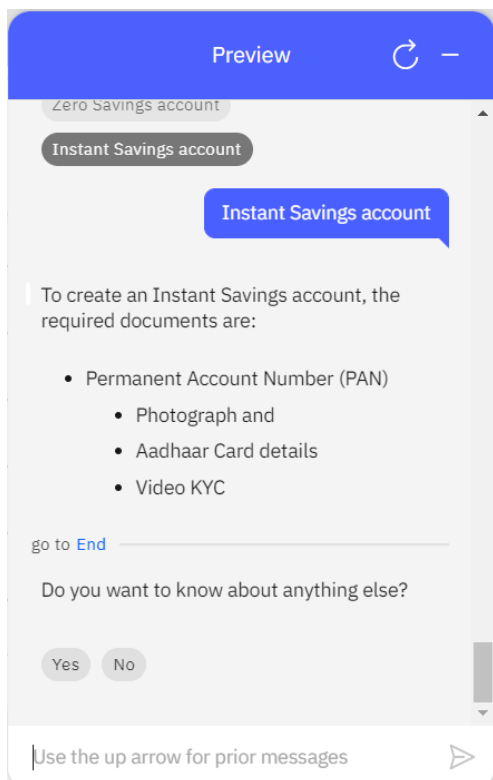 Preview
Zero Savings account
Instant Savings account
Instant Savings account
To create an Instant Savings account, the
required documents are:
Permanent Account Number (PAN)
Photograph and
Aadhaar Card details
Video KYC
go to End
Do you want to know about anything else?
Yes No
Use the up arrow for prior messages